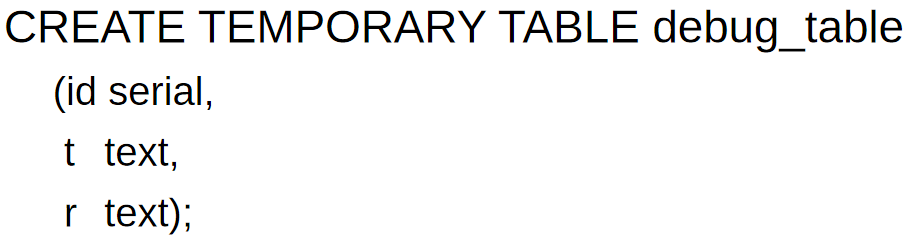 CREATE TEMPORARY TABLE debug_table
(id serial,
t text,
r text);